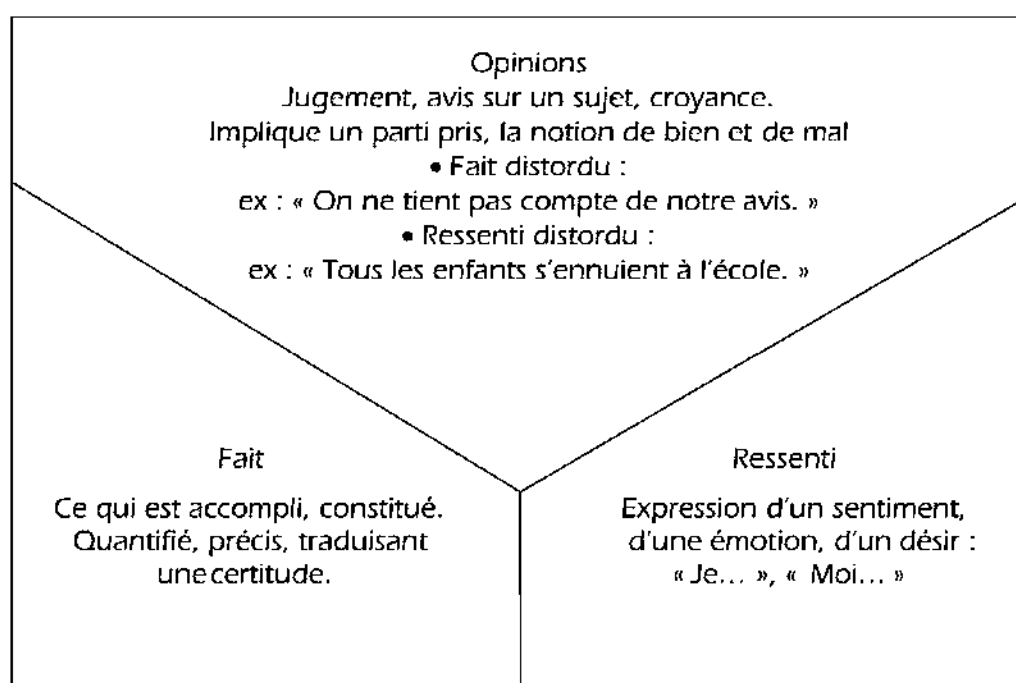 Opinions
Jugement, avis sur un sujet, croyance.
Implique un parti pris, la notion de bien et de mal
• Fait distordu :
ex : « On ne tient pas compte de notre avis. »
• Ressenti distordu :
ex : « Tous les enfants s'ennuient à l'école. »
Fait
Ce qui est accompli, constitué.
Quantifié, précis, traduisant
une certitude.
Ressenti
Expression d'un sentiment,
d'une émotion, d'un désir :
« Je... », « Moi... »